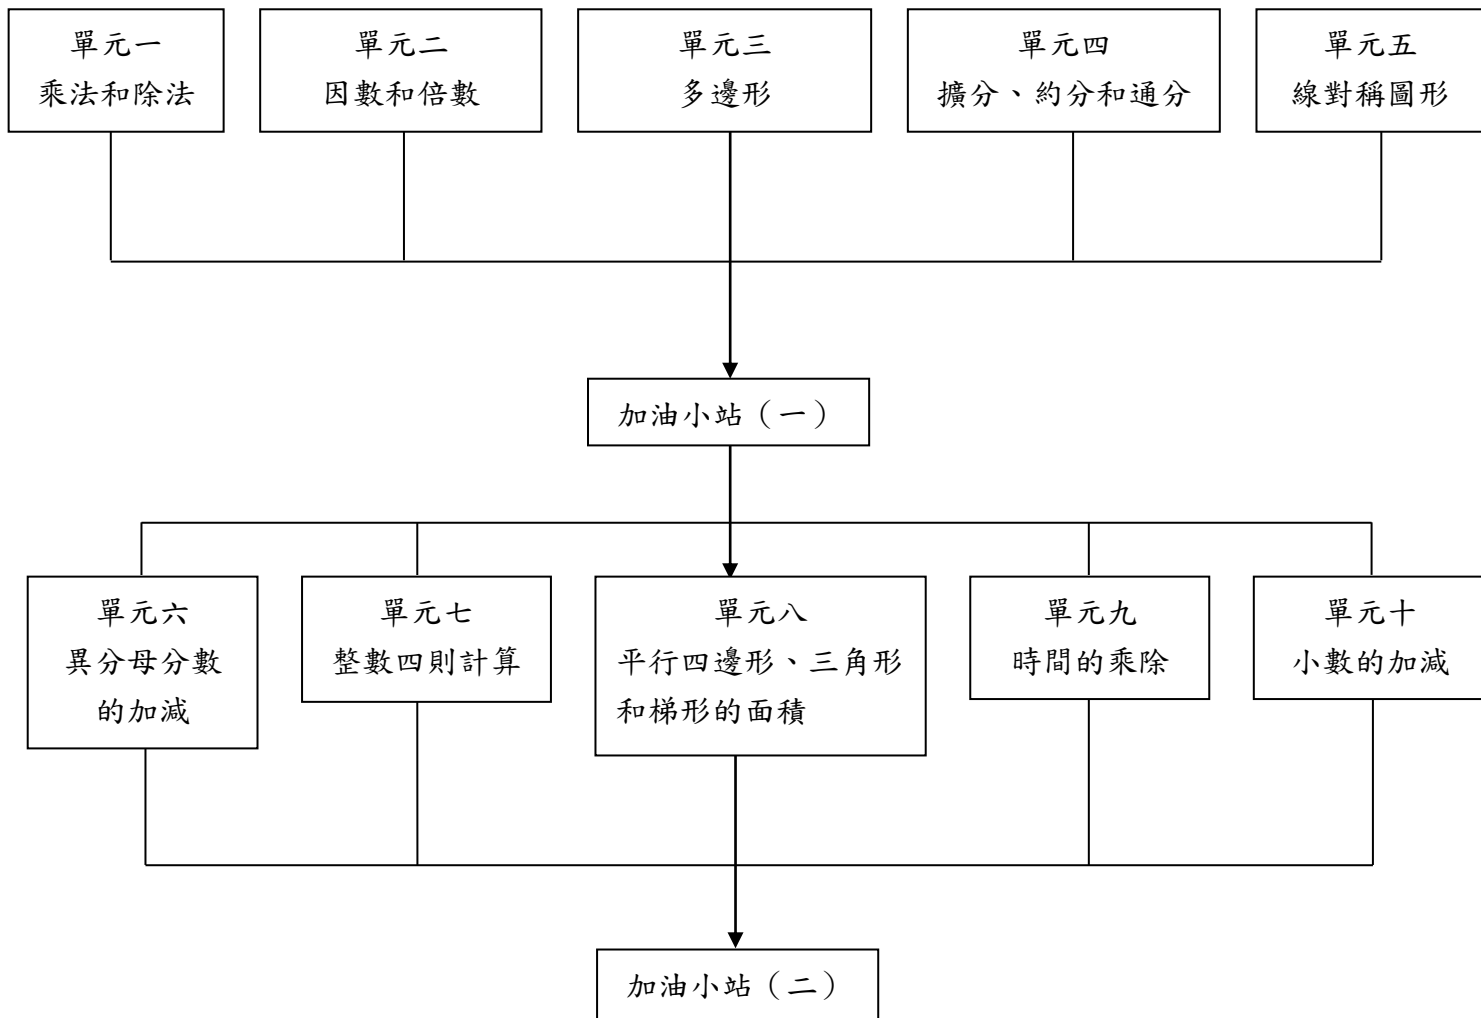 單元一
乘法和除法
單元二
因數和倍數
單元三
多邊形
單元四
擴分、約分和通分
單元五
線對稱圖形
加油小站（一）
單元六
異分母分數
的加減
單元七
整數四則計算
單元八
平行四邊形、三角形
和梯形的面積
單元九
時間的乘除
單元十
小數的加減
加油小站（二）